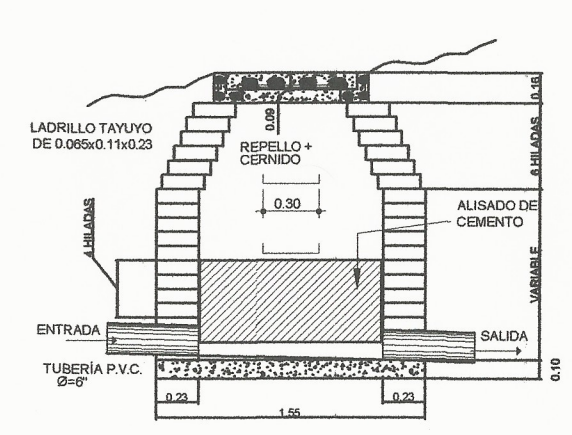 0.16
LADRILLO TAYUYO
DE 0.065x0.11x0.23
0.09
REPELLO +
CERNIDO
6 HILADAS
0.30
ALISADO DE
CEMENTO
4 HILADAS
VARIABLE
ENTRADA
SALIDA
TUBERÍA P.V.C.
Ø=6"
0.10
0.23
0.23
1.55